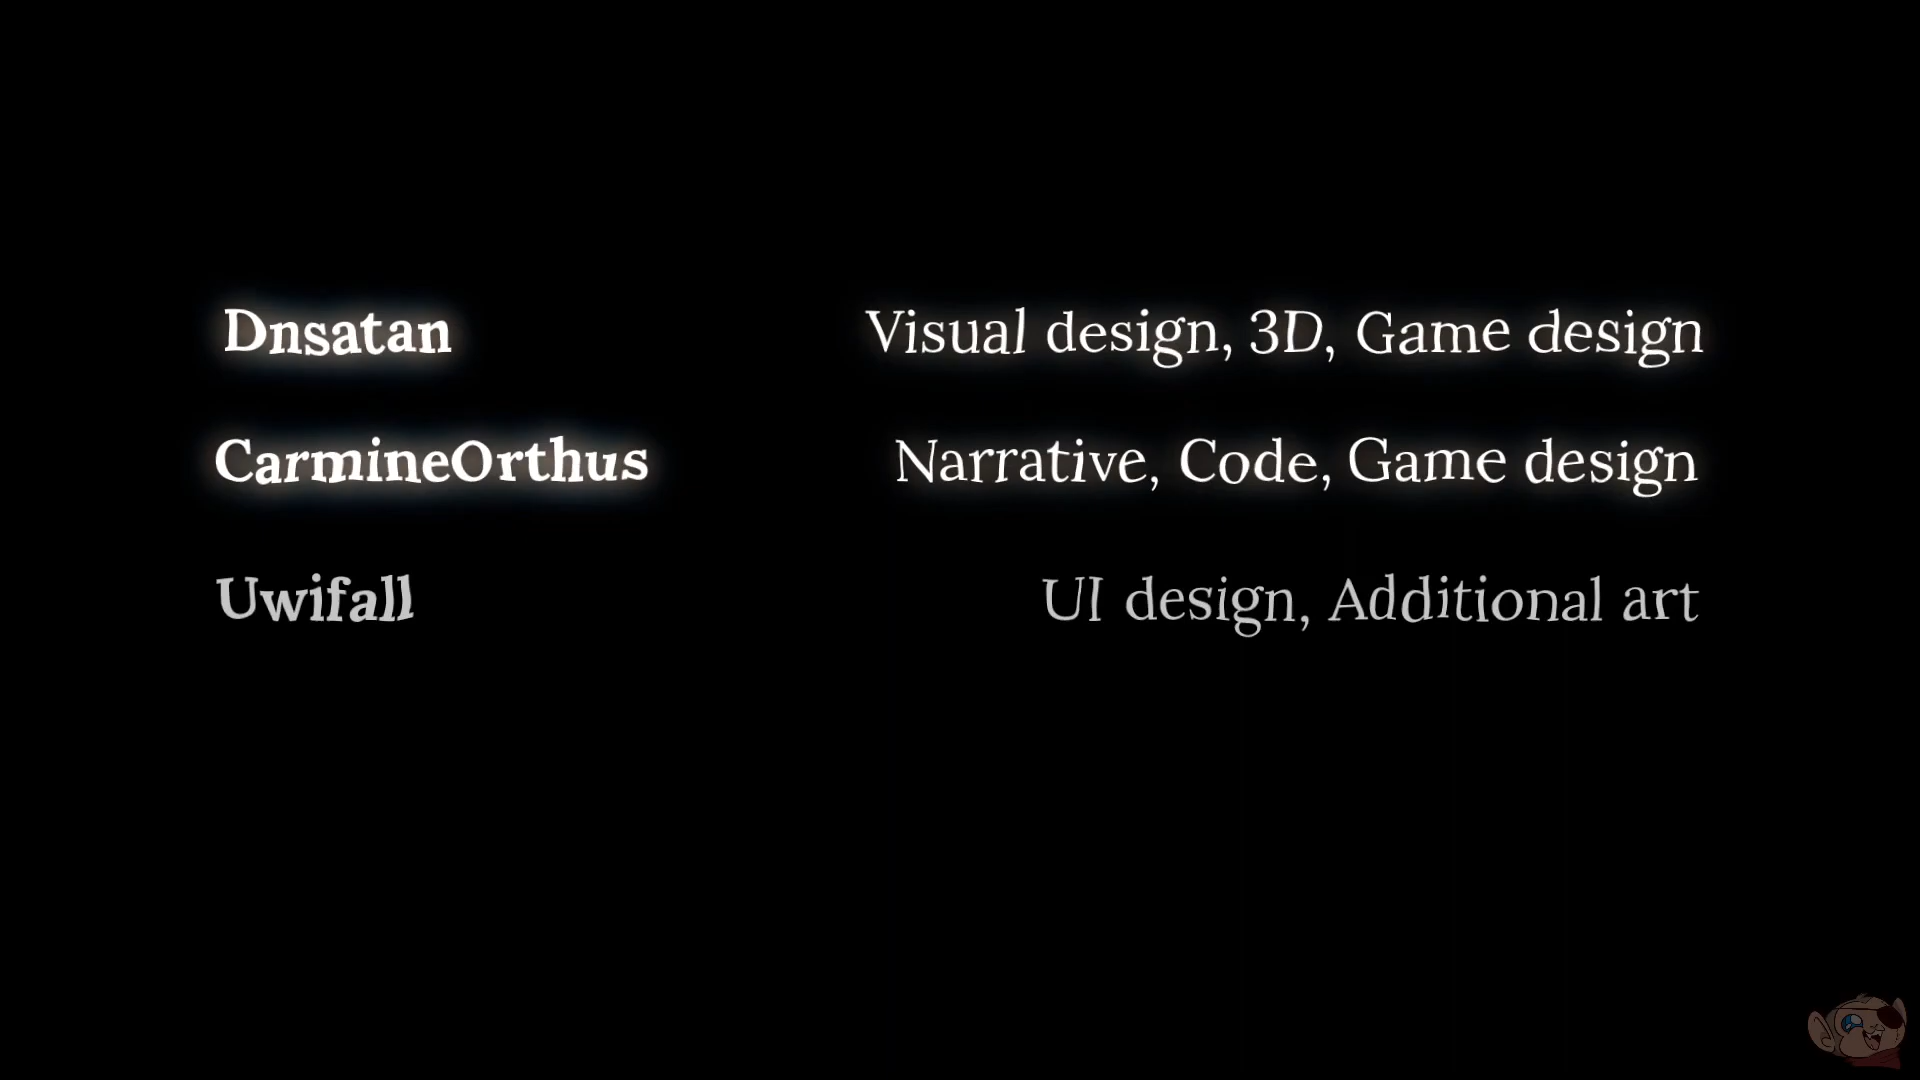 Dnsatan Visual design, 3D, Game design
CarmineOrthus Narrative, Code, Game design
Uwifall UI design, Additional art